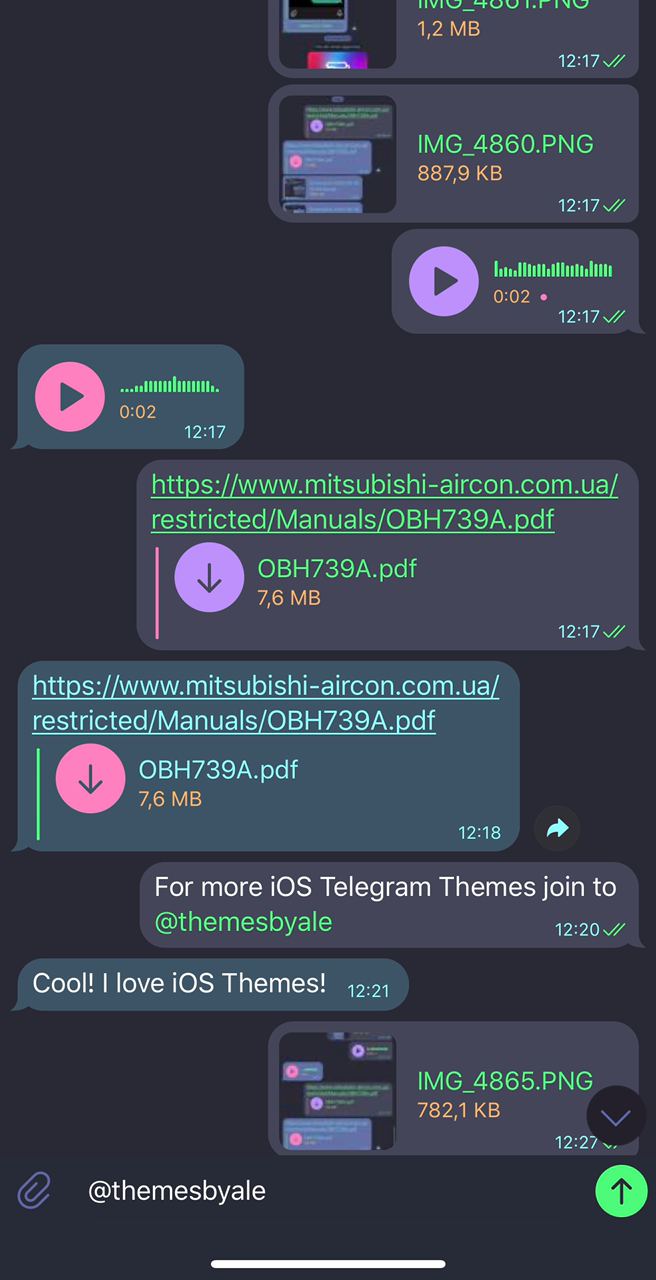 IMG_4861.PNG
1,2 MB
12:17
IMG_4860.PNG
887,9 KB
12:17
0:02
12:17
0:02
12:17
https://www.mitsubishi-aircon.com.ua/
restricted/Manuals/OBH739A.pdf
OBH739A.pdf
7,6 MB
12:17
https://www.mitsubishi-aircon.com.ua/
restricted/Manuals/OBH739A.pdf
OBH739A.pdf
7,6 MB
12:18
For more iOS Telegram Themes join to
@themesbyale
12:20
Cool! I love iOS Themes!
12:21
IMG_4865.PNG
782,1 KB
12:27
@themesbyale